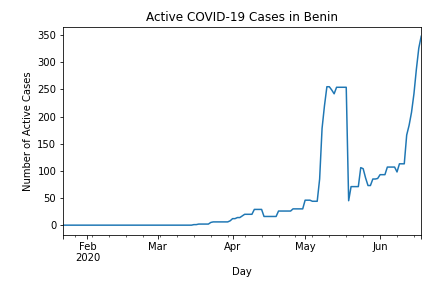 Active COVID-19 Cases in Benin
Number of Active Cases
350
300
250
200
150
100
50
0
Feb
2020
Mar
Apr
May
Jun
Day